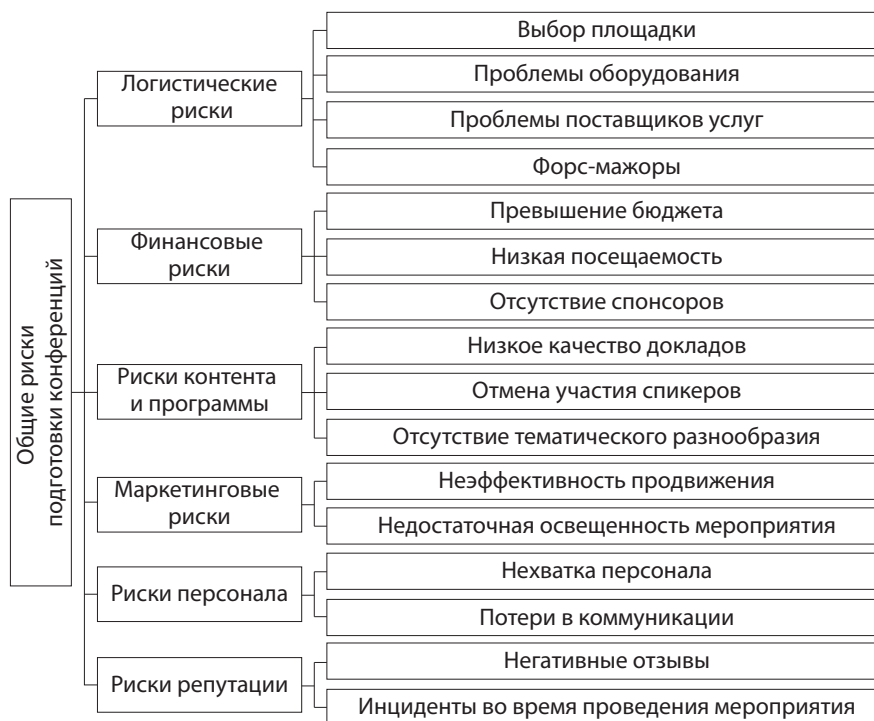 Общие риски
подготовки конференций
Логистические
риски
Выбор площадки
Проблемы оборудования
Проблемы поставщиков услуг
Форс-мажоры
Финансовые
риски
Превышение бюджета
Низкая посещаемость
Отсутствие спонсоров
Риски контента
и программы
Низкое качество докладов
Отмена участия спикеров
Отсутствие тематического разнообразия
Маркетинговые
риски
Неэффективность продвижения
Недостаточная освещенность мероприятия
Риски персонала
Нехватка персонала
Потери в коммуникации
Риски репутации
Негативные отзывы
Инциденты во время проведения мероприятия